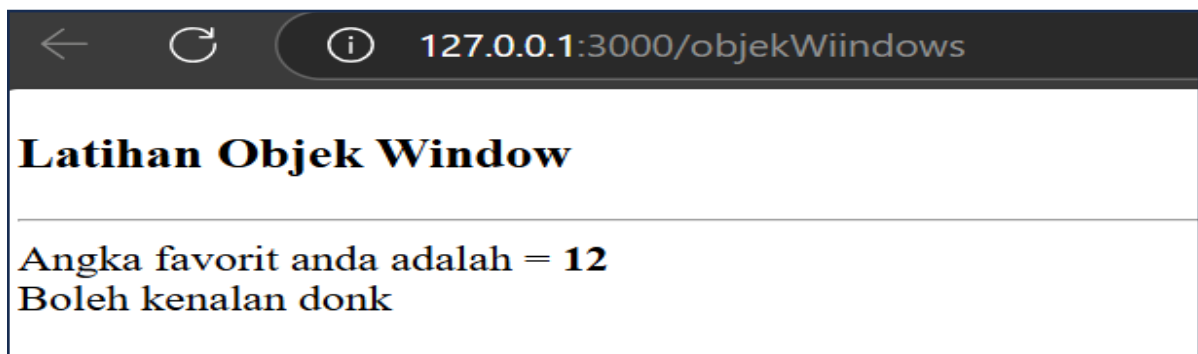 127.0.0.1:3000/objekWiindows
Latihan Objek Window
Angka favorit anda adalah = 12
Boleh kenalan donk